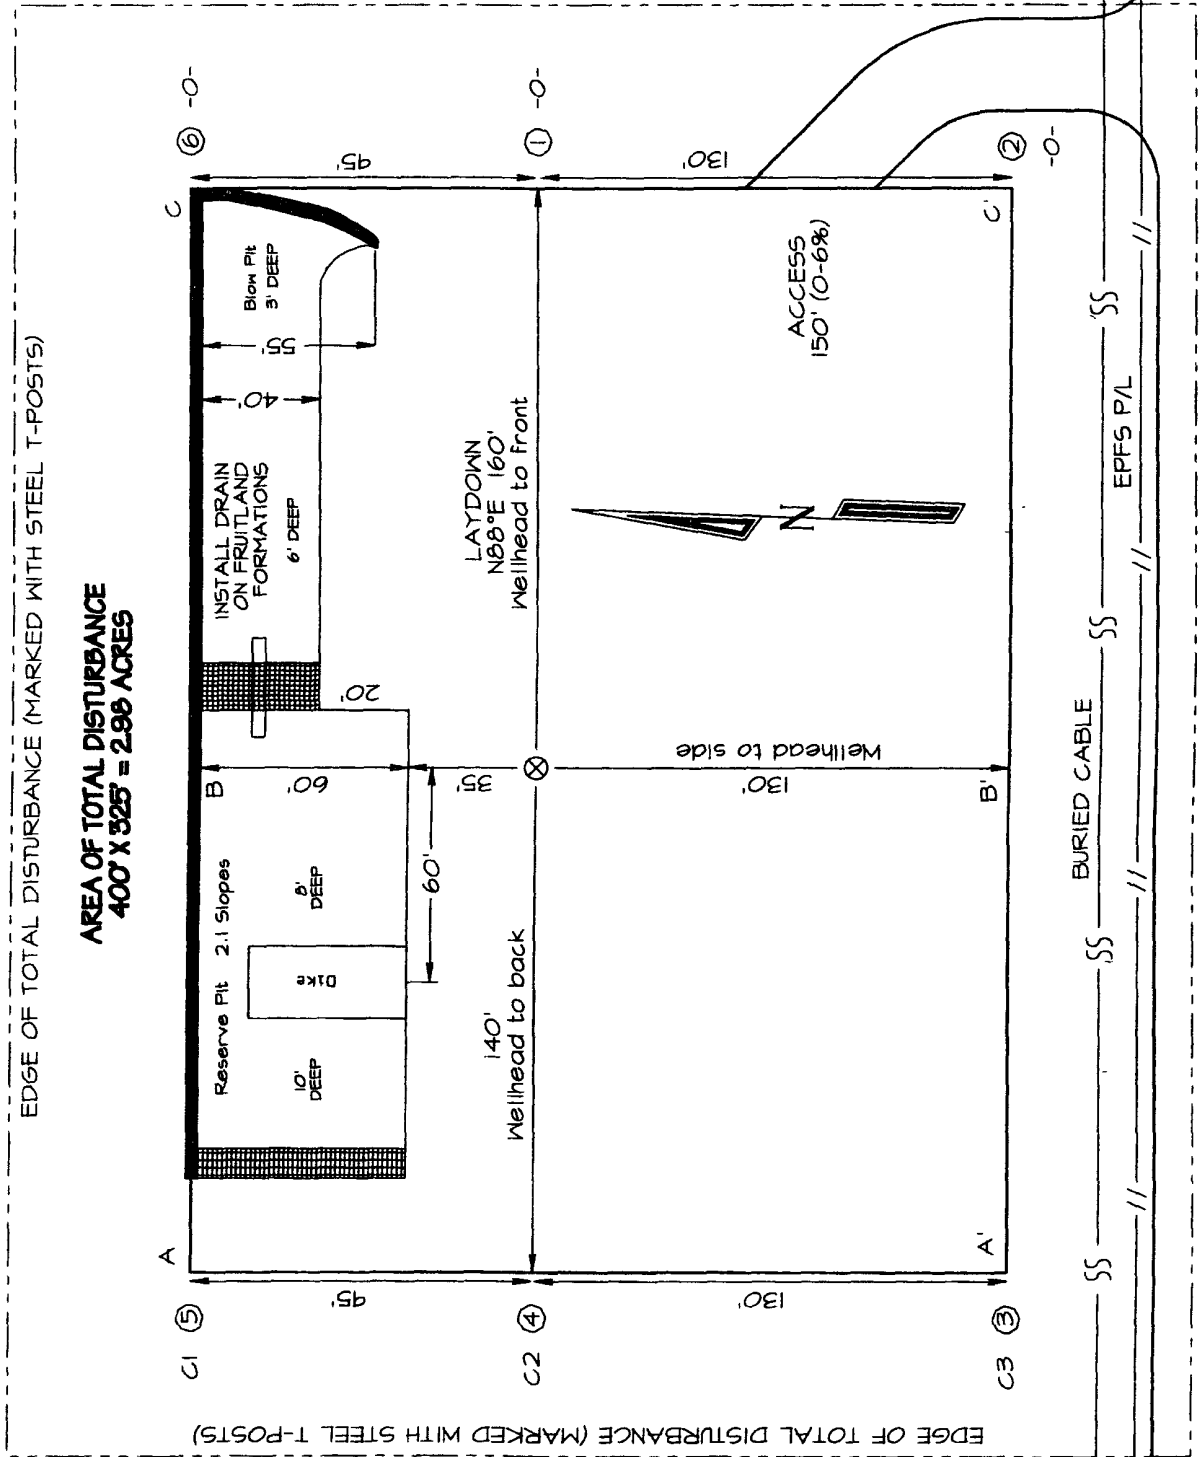 EDGE OF TOTAL DISTURBANCE (MARKED WITH STEEL T-POSTS)
AREA OF TOTAL DISTURBANCE
400' X 325' = 2.98 ACRES
EDGE OF TOTAL DISTURBANCE (MARKED WITH STEEL T-POSTS)
C1 5
A
95'
Reserve Pit 2.1 Slopes
10'
DEEP
Dike
8'
DEEP
B
60'
20'
INSTALL DRAIN
ON FRUITLAND
FORMATIONS
6' DEEP
40'
55'
Blow Pit
3' DEEP
C
95'
6 -0-
60'
35'
C2 4
140'
Wellhead to back
LAYDOWN
N88°E 160'
Wellhead to front
1 -0-
130'
130'
Wellhead to side
N
ACCESS
150' (0-6%)
130'
C3 3
A'
B'
C'
2
-0-
BURIED CABLE
SS
SS
SS
SS
EPFS P/L
//
//
//
//